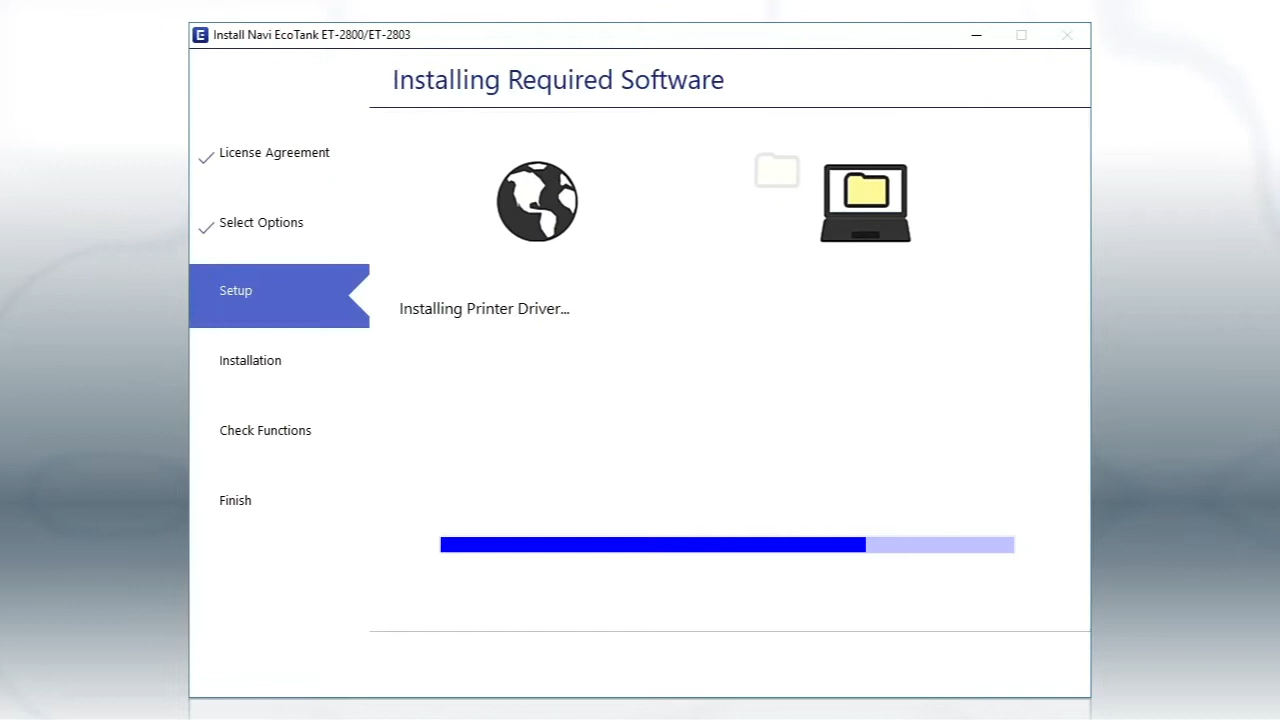 E Install Navi EcoTank ET-2800/ET-2803
Installing Required Software
License Agreement
Select Options
Setup
Installing Printer Driver...
Installation
Check Functions
Finish